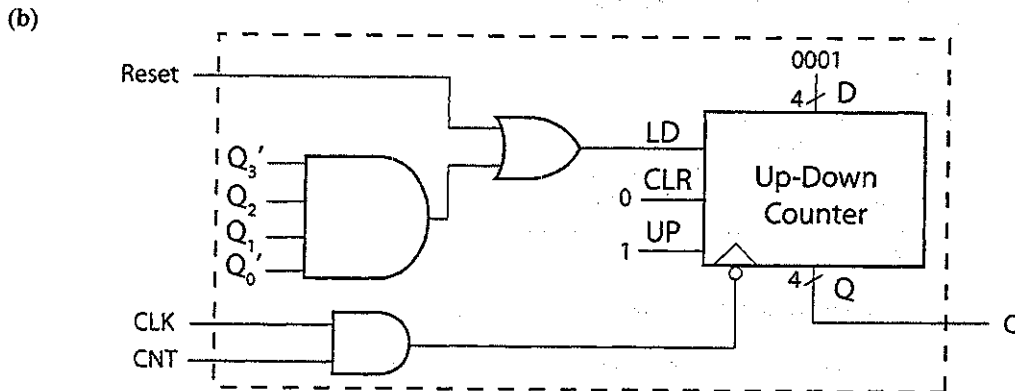 (b)
Reset
0001
4 D
LD
Q₃'
CLR
Up-Down
Q₂
0
Counter
Q₁
UP
1
Q₀'
4 Q
CLK
CNT